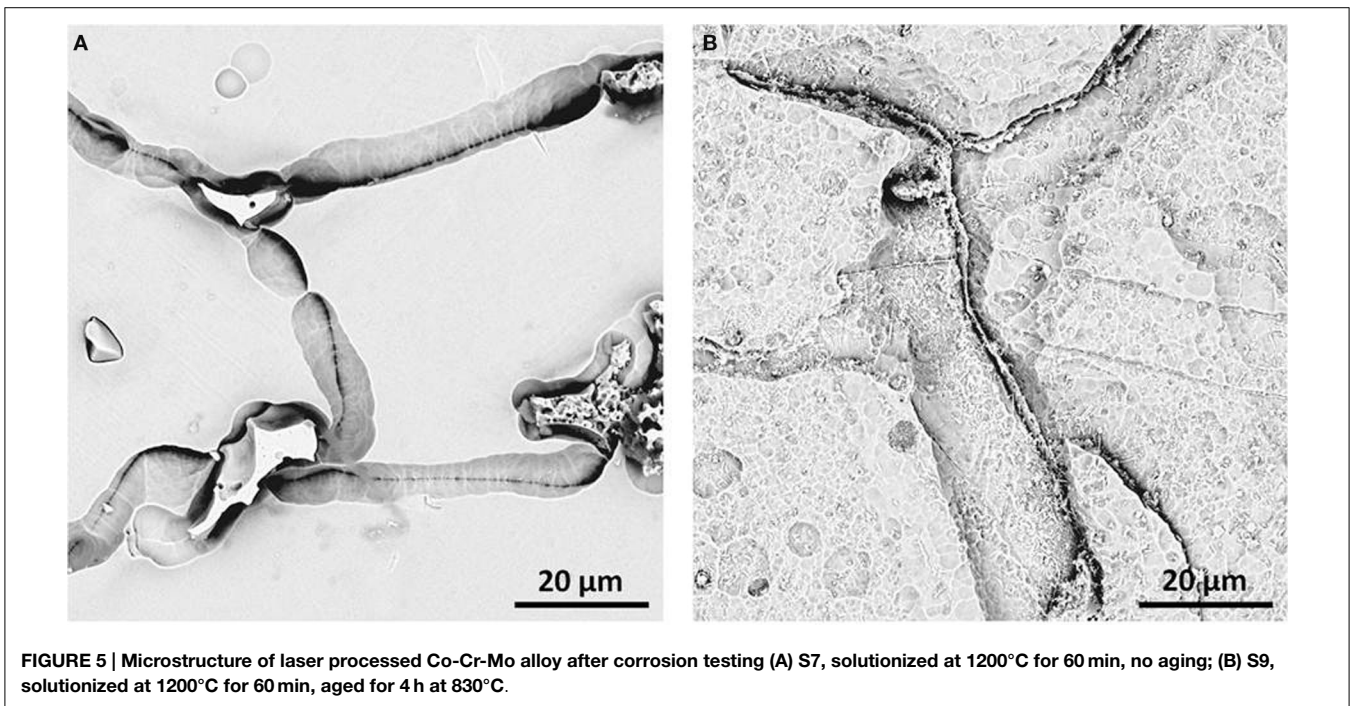 A
B
20 μm
20 μm
FIGURE 5 | Microstructure of laser processed Co-Cr-Mo alloy after corrosion testing (A) S7, solutionized at 1200°C for 60 min, no aging; (B) S9,
solutionized at 1200°C for 60 min, aged for 4 h at 830°C.